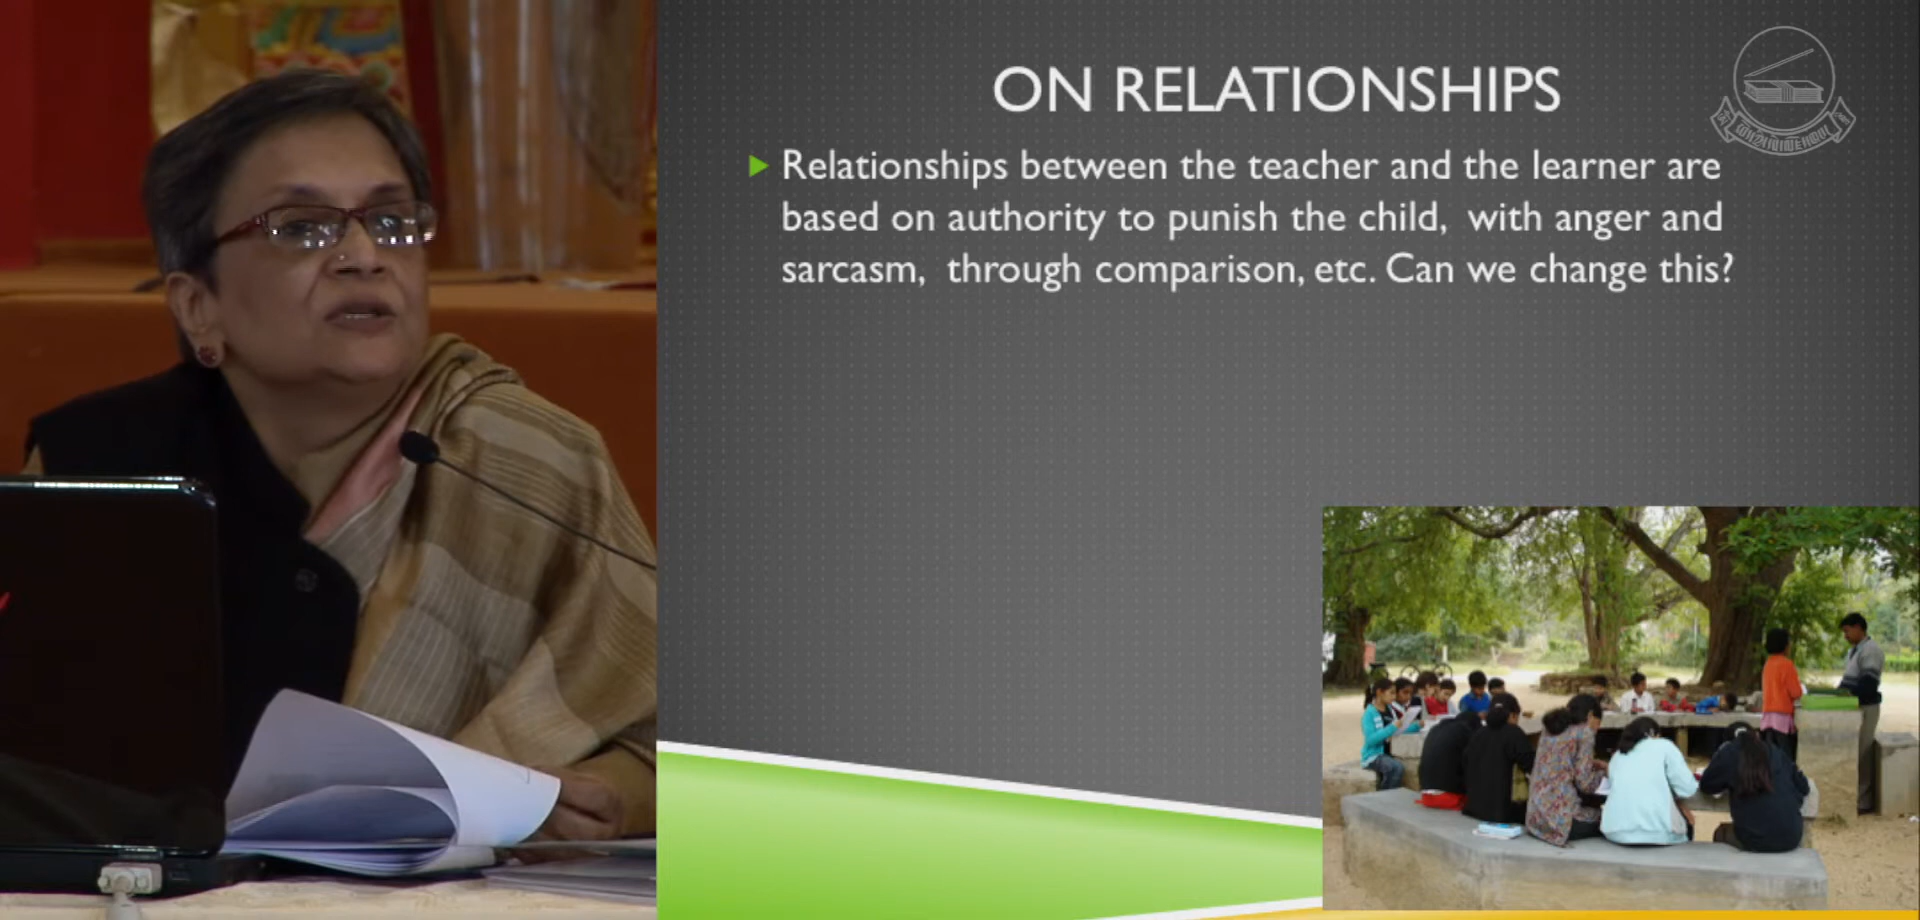 ON RELATIONSHIPS
Relationships between the teacher and the learner are
based on authority to punish the child,  with anger and
sarcasm,  through comparison, etc. Can we change this?